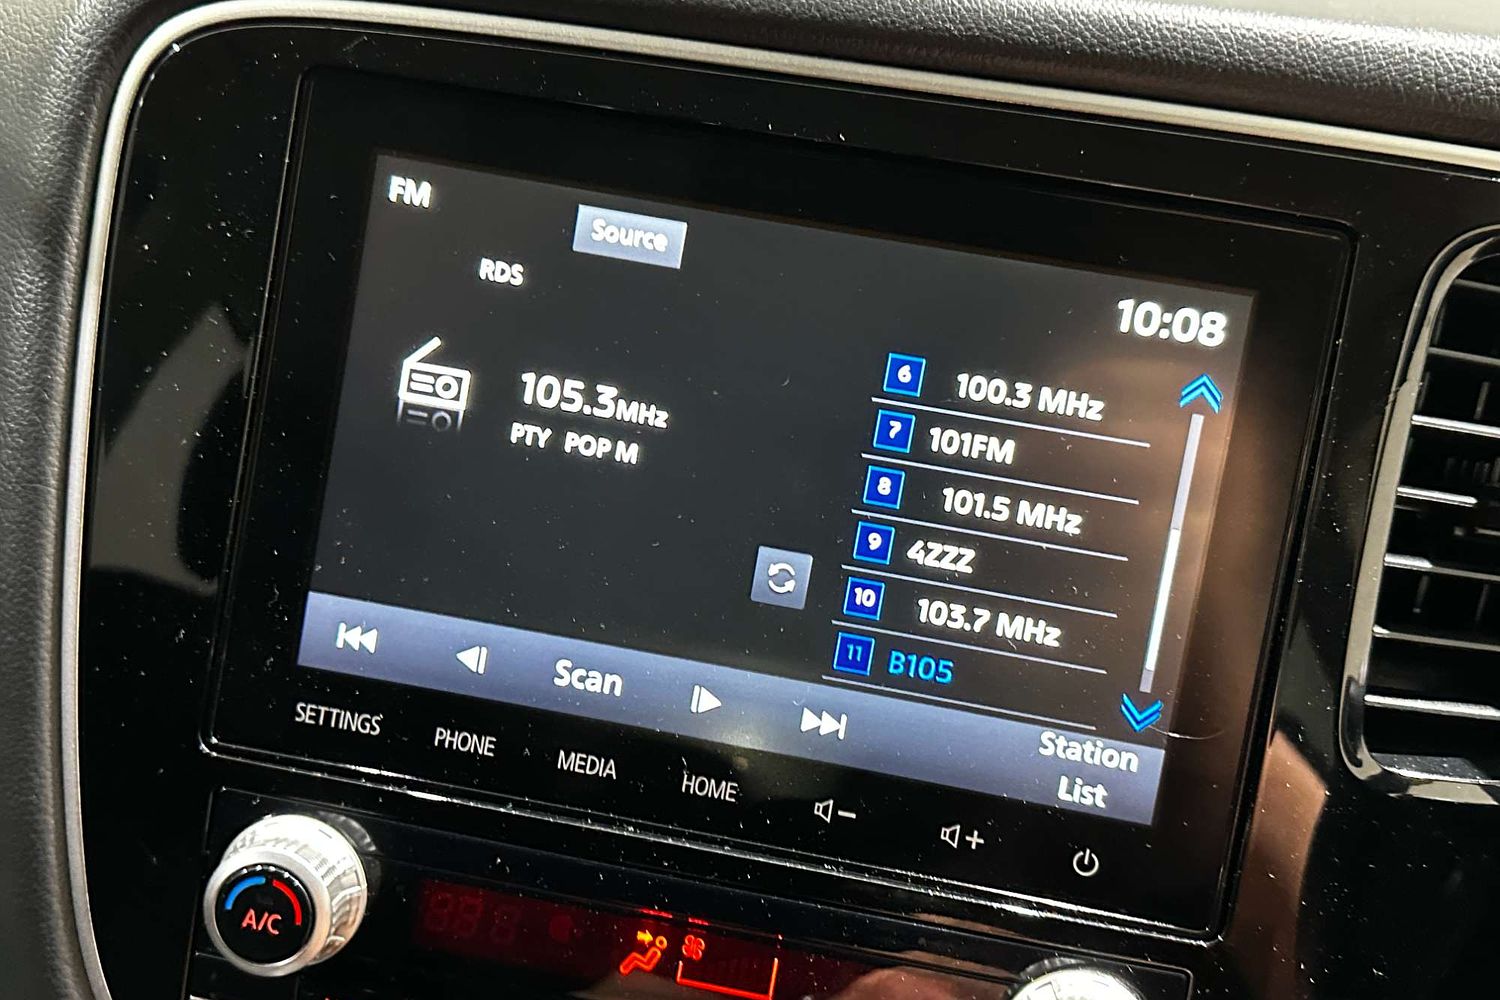 FM
Source
RDS
10:08
105.3MHz
PTY POP M
6 100.3 MHz
7 101FM
8 101.5 MHz
9 4ZZZ
10 103.7 MHz
11 B105
Scan
Station
List
SETTINGS
PHONE
MEDIA
HOME
A/C